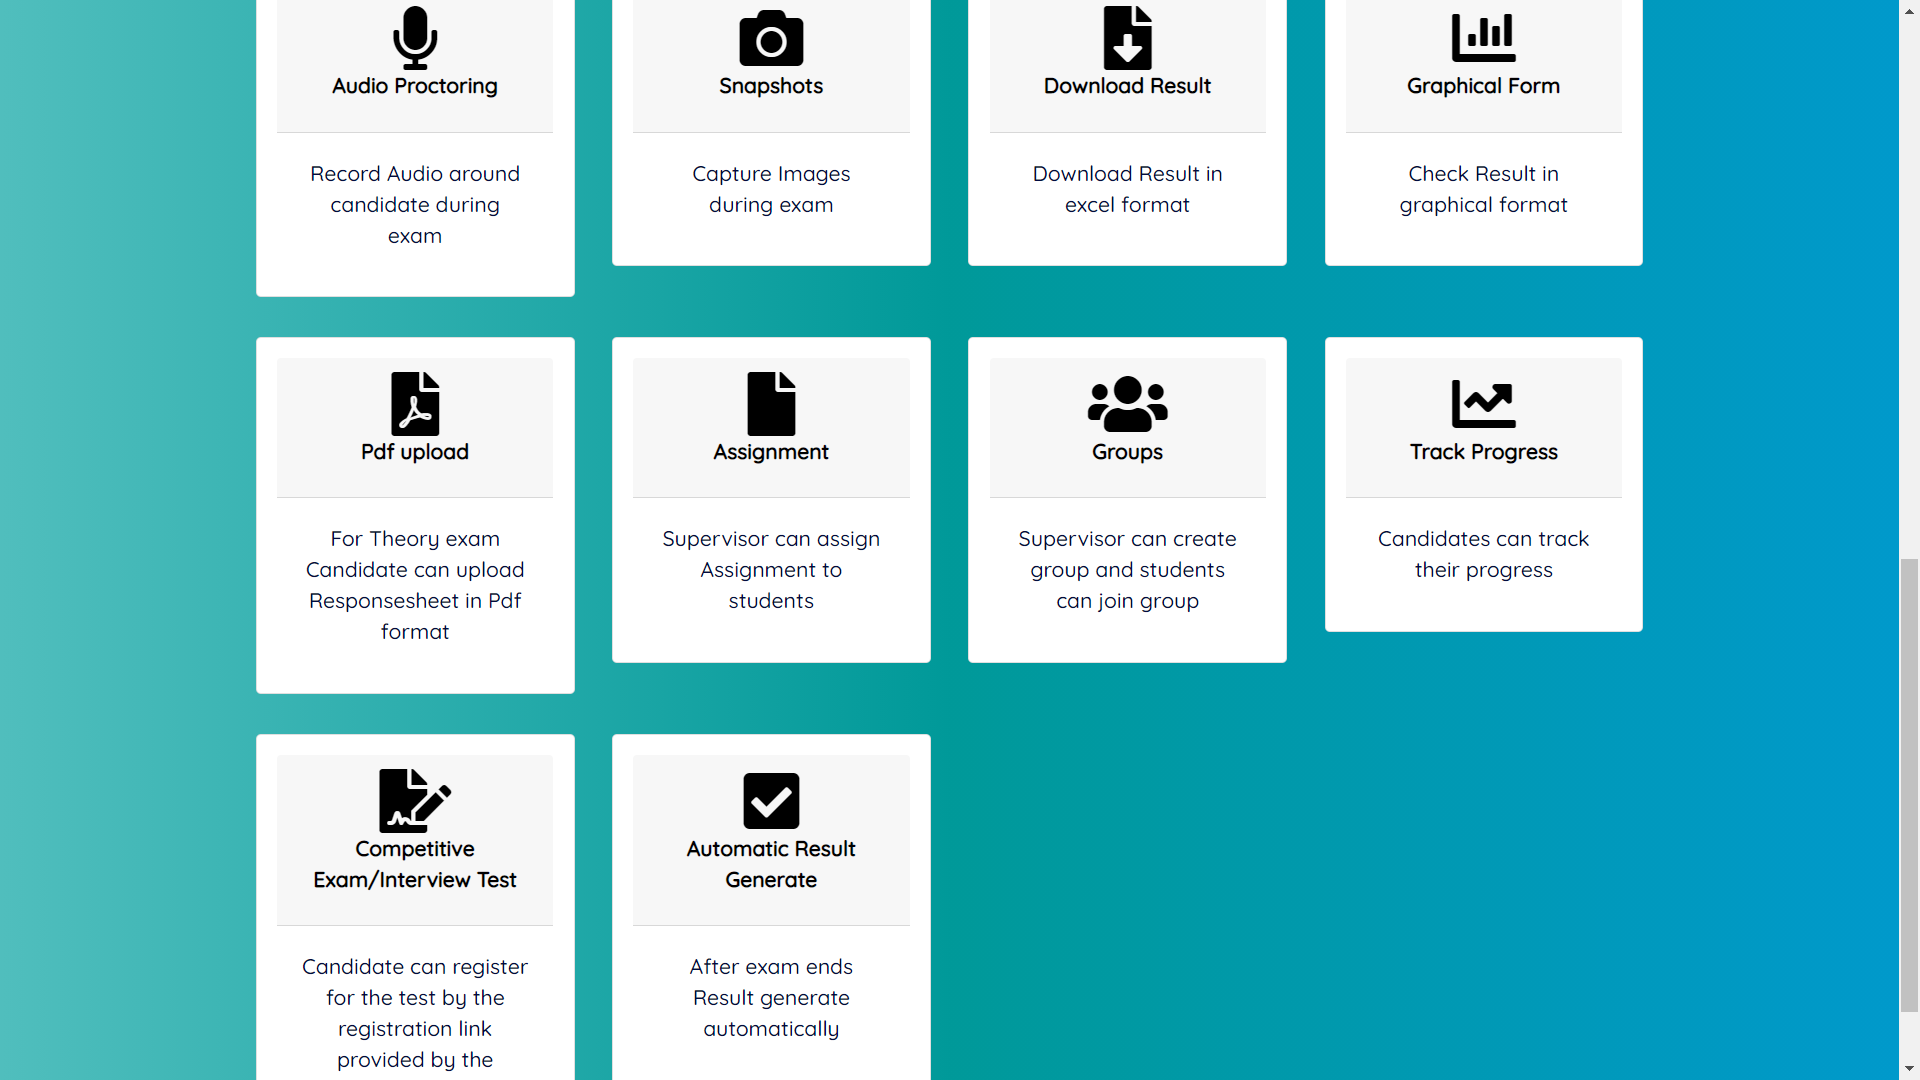 Audio Proctoring
Record Audio around
candidate during
exam
Snapshots
Capture Images
during exam
Download Result
Download Result in
excel format
Graphical Form
Check Result in
graphical format
Pdf upload
For Theory exam
Candidate can upload
Responsesheet in Pdf
format
Assignment
Supervisor can assign
Assignment to
students
Groups
Supervisor can create
group and students
can join group
Track Progress
Candidates can track
their progress
Competitive
Exam/Interview Test
Candidate can register
for the test by the
registration link
provided by the
Automatic Result
Generate
After exam ends
Result generate
automatically